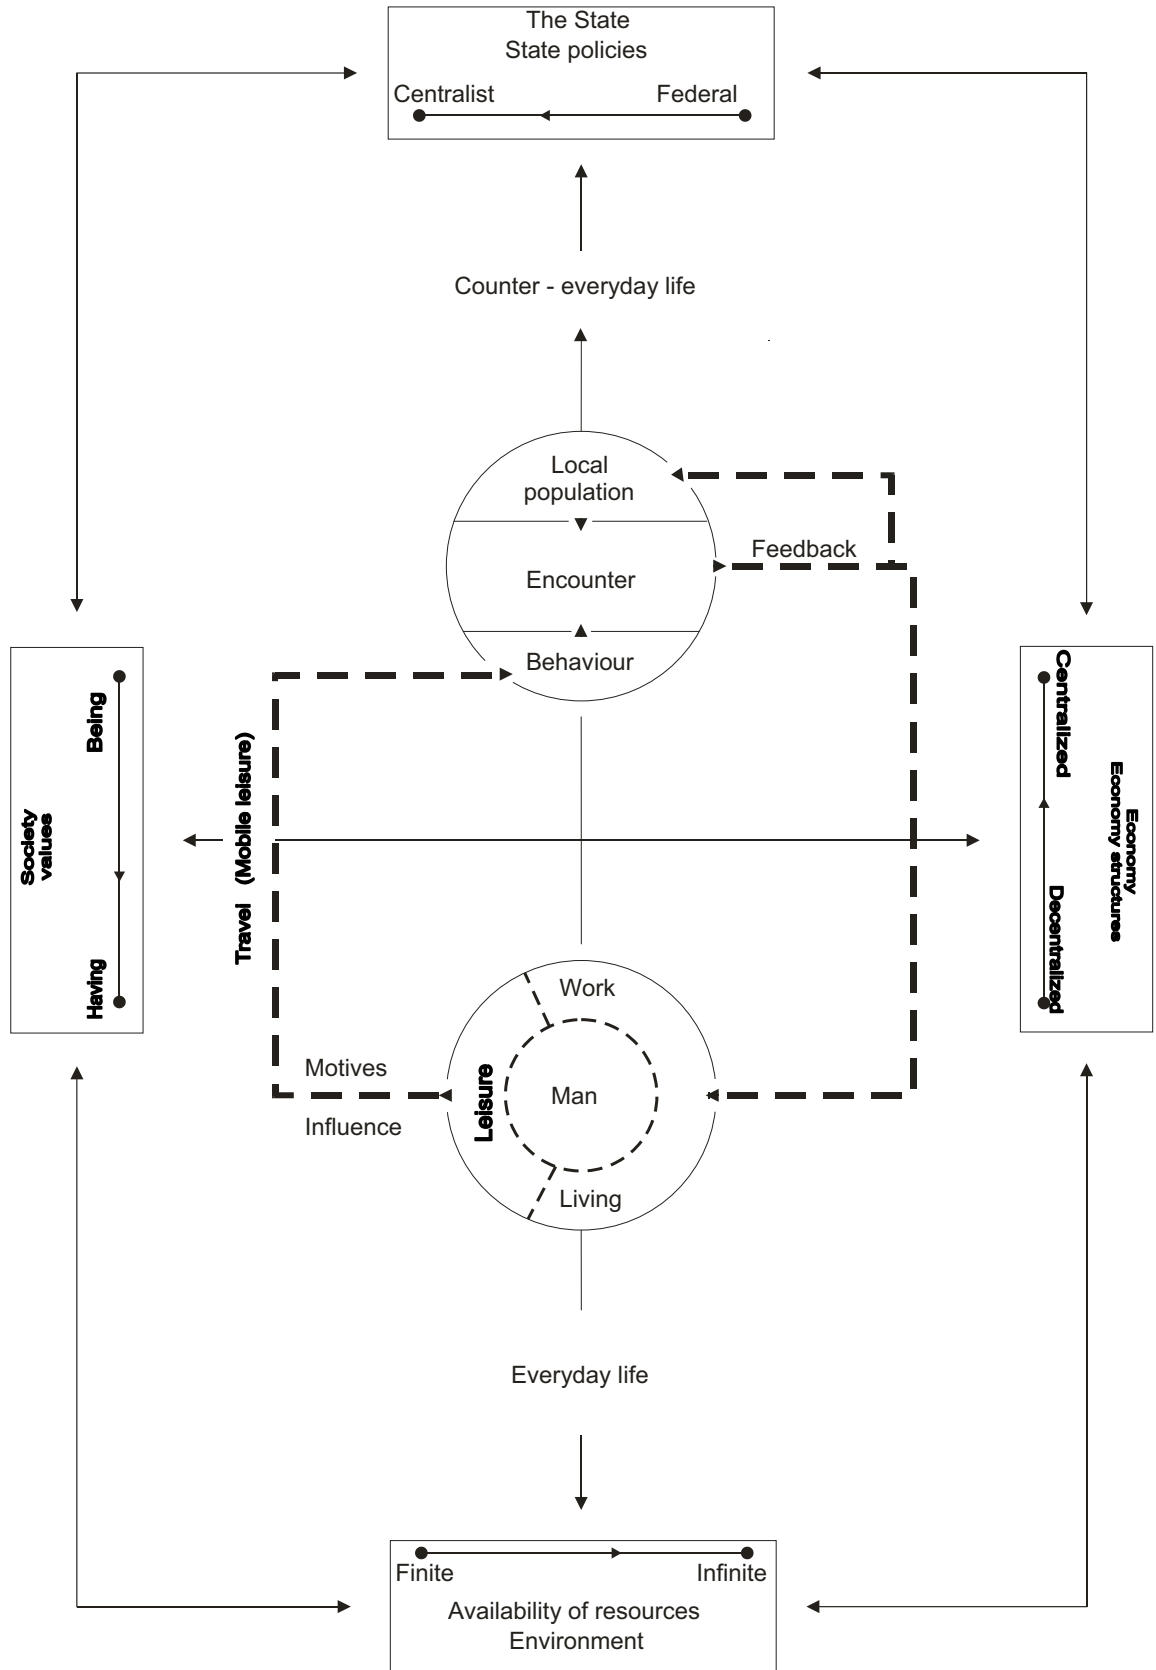 The State
State policies
Centralist
Federal
Counter - everyday life
Local
population
Feedback
Encounter
Behaviour
Being
Having
Society
values
Travel (Mobile leisure)
Centralized
Decentralized
Economy
Economy structures
Work
Motives
Leisure
Man
Influence
Living
Everyday life
Finite
Infinite
Availability of resources
Environment